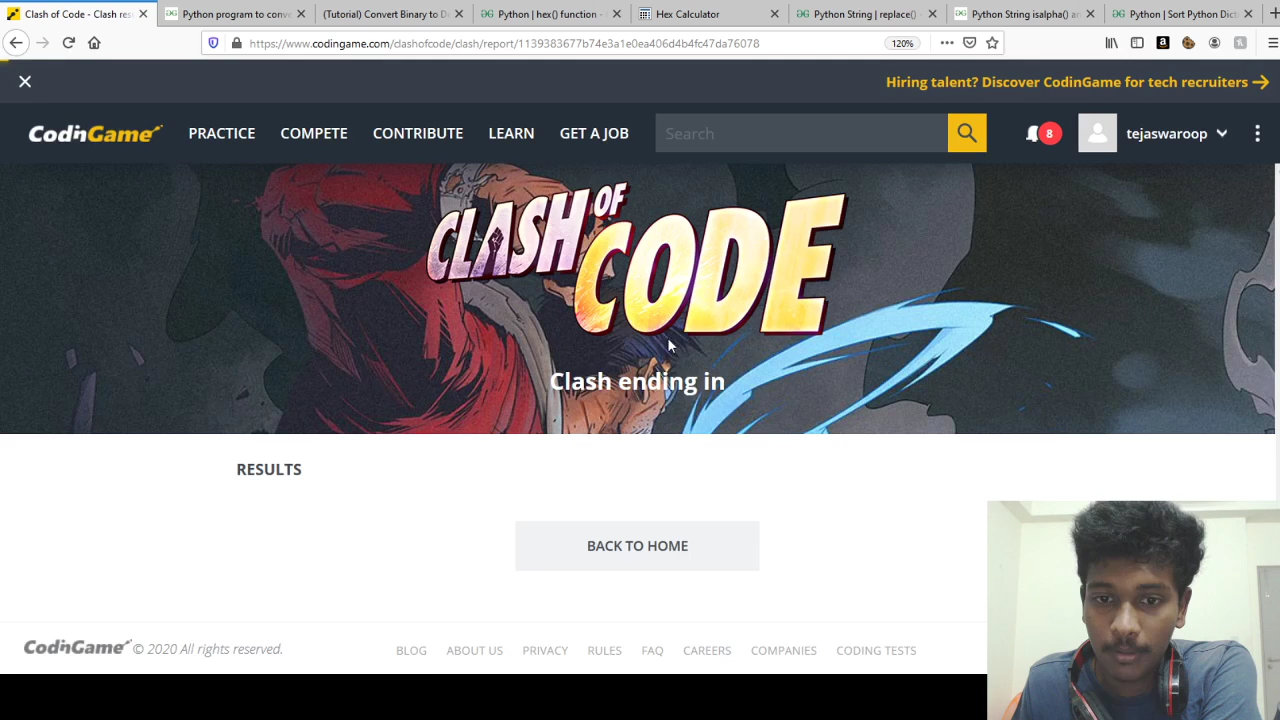 Clash of Code - Clash res
Python program to conve
(Tutorial) Convert Binary to De
Python | hex() function -
Hex Calculator
Python String | replace() -
Python String isalpha() an
Python | Sort Python Dict
https://www.codingame.com/clashofcode/clash/report/1139383677b74e3a1e0ea406d4b4fc47da76078
120%
Hiring talent? Discover CodinGame for tech recruiters
CodinGame PRACTICE COMPETE CONTRIBUTE LEARN GET A JOB Search 8 tejaswaroop
CLASH OF
CODE
Clash ending in
RESULTS
BACK TO HOME
CodinGame © 2020 All rights reserved. BLOG ABOUT US PRIVACY RULES FAQ CAREERS COMPANIES CODING TESTS